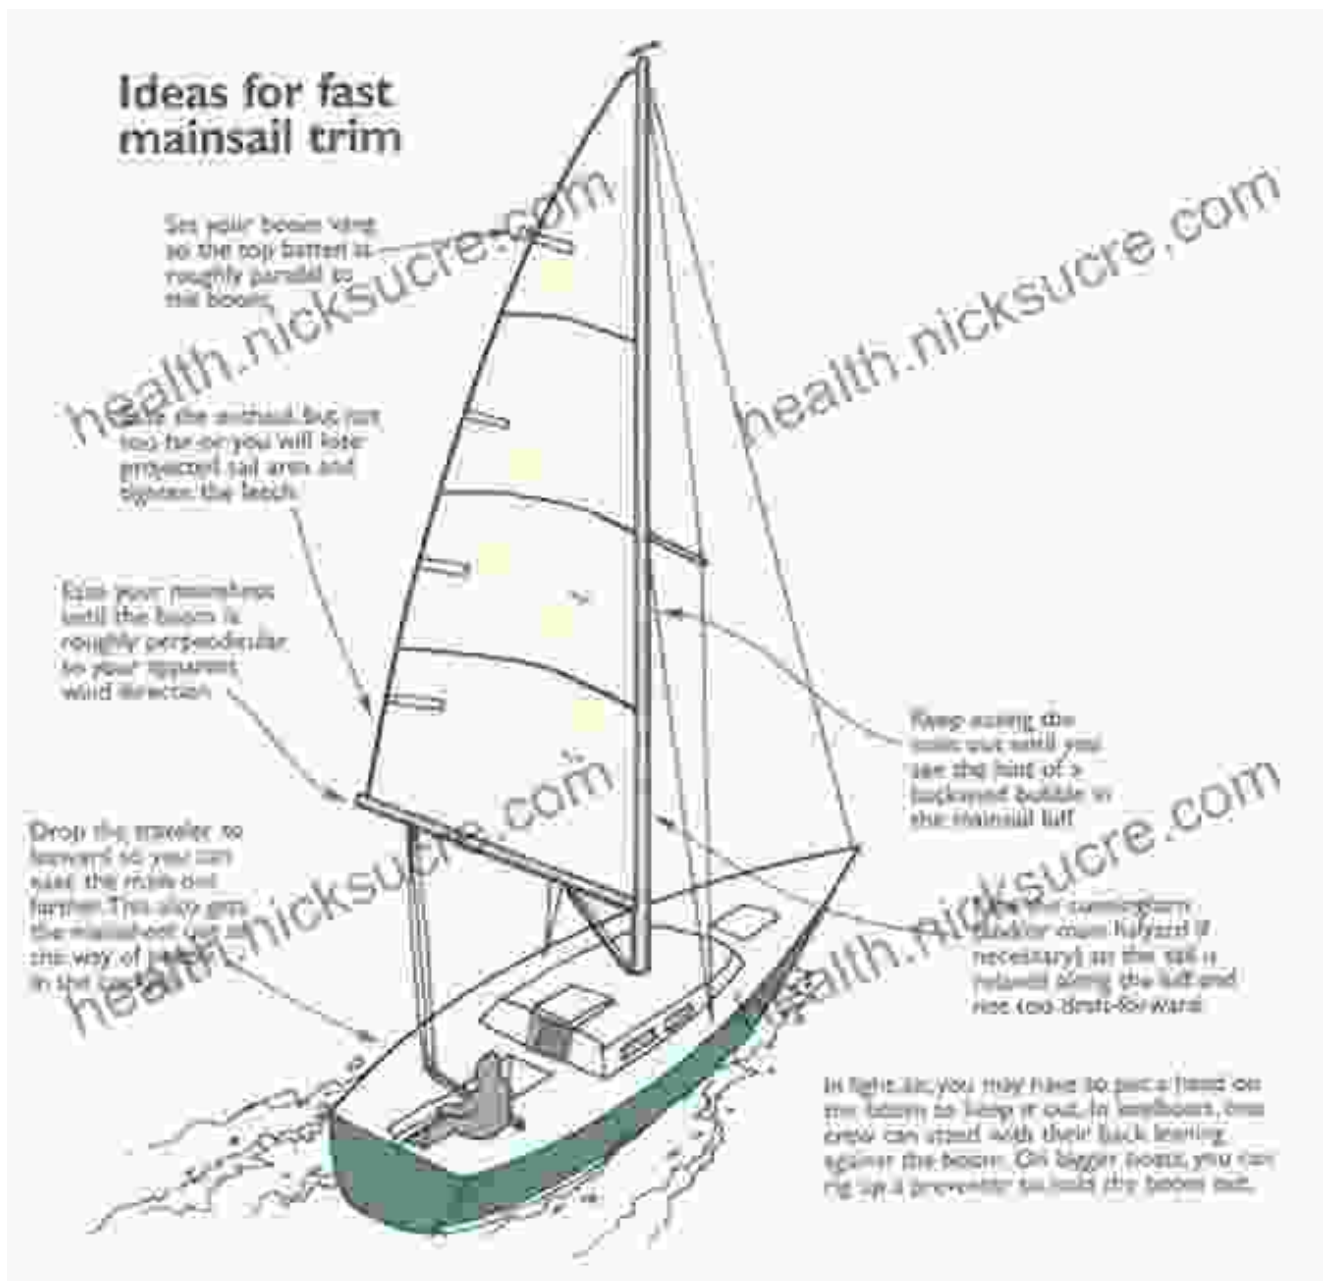 Ideas for fast
mainsail trim
Set your boom vang
so the top batten is
roughly parallel to
the boom
health.nicksucre.com
health.nicksucre.com
the outhaul, but not
too far or you will lose
projected sail area and
tighten the leech
Ease your mainsheet
until the boom is
roughly perpendicular
to your apparent
wind direction
Keep easing the
main out until you
see the hint of a
backwind bubble in
the mainsail luff
Drop the traveler to
leeward so you can
ease the main out
farther. This also gets
the mainsheet out of
the way of people
in the
health.nicksucre.com
health.nicksucre.com
the cunningham
and/or main halyard if
necessary) so the sail is
relaxed along the luff and
not too draft-forward
In light air, you may have to put a hand on
the boom to keep it out. In keelboats, one
crew can stand with their back leaning
against the boom. On bigger boats, you can
rig up a preventer to hold the boom out.